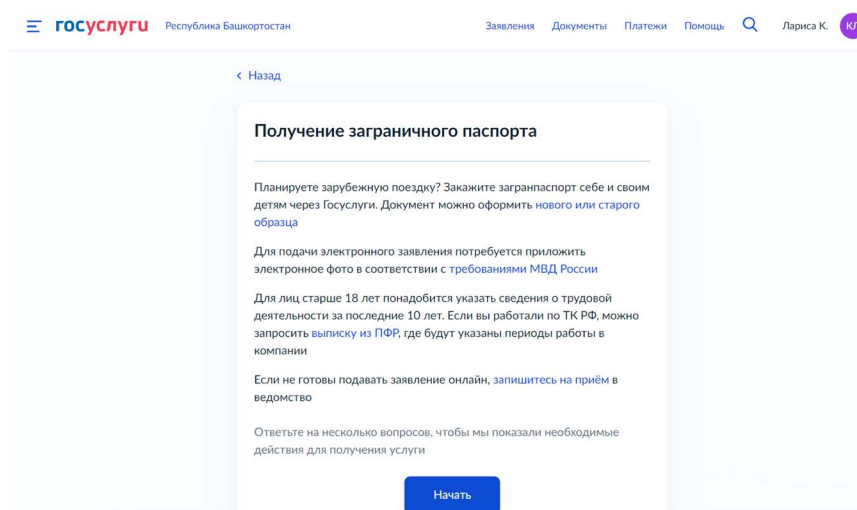 госуслуги Республика Башкортостан Заявления Документы Платежи Помощь Лариса К. КЛ
Назад
Получение заграничного паспорта
Планируете зарубежную поездку? Закажите загранпаспорт себе и своим
детям через Госуслуги. Документ можно оформить нового или старого
образца
Для подачи электронного заявления потребуется приложить
электронное фото в соответствии с требованиями МВД России
Для лиц старше 18 лет понадобится указать сведения о трудовой
деятельности за последние 10 лет. Если вы работали по ТК РФ, можно
запросить выписку из ПФР, где будут указаны периоды работы в
компании
Если не готовы подавать заявление онлайн, запишитесь на приём в
ведомство
Ответьте на несколько вопросов, чтобы мы показали необходимые
действия для получения услуги
Начать